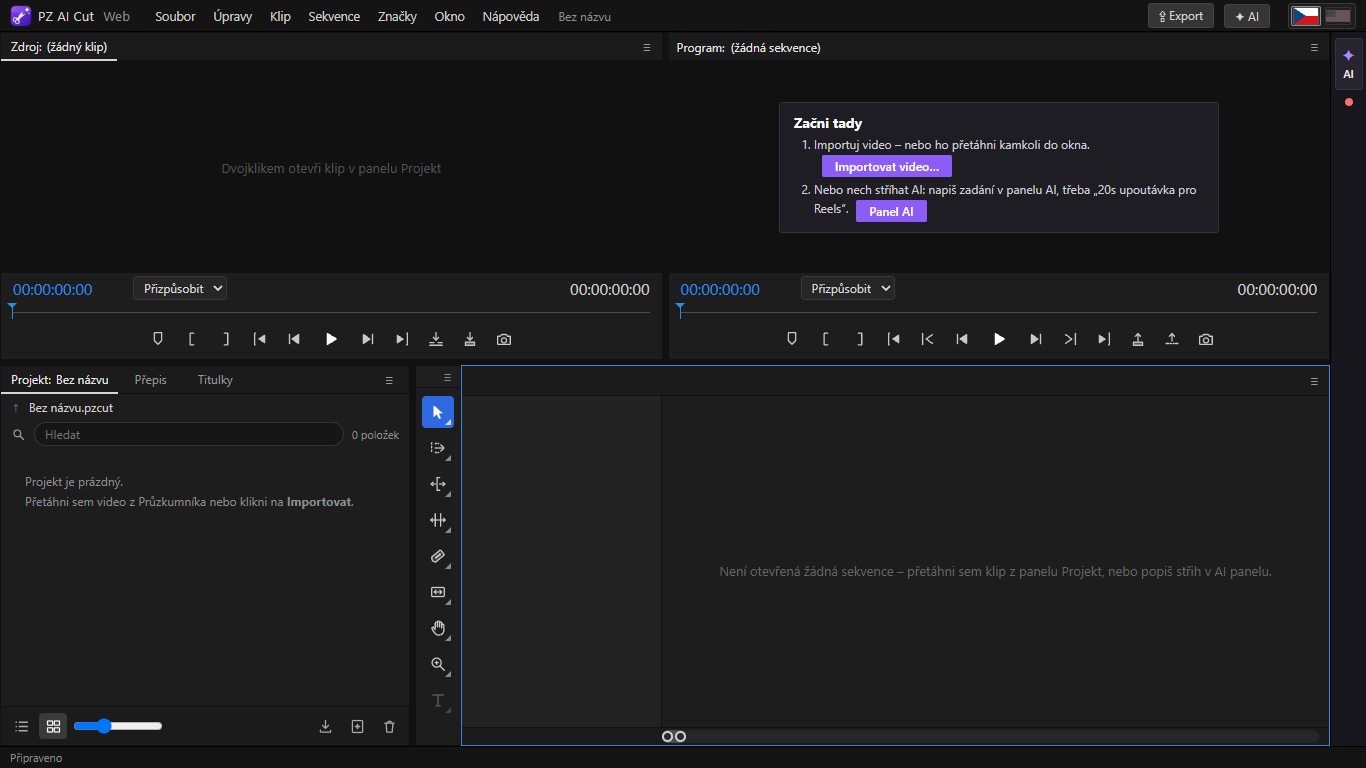 PZ AI Cut Web Soubor Úpravy Klip Sekvence Značky Okno Nápověda Bez názvu Export AI
Zdroj: (žádný klip)
Program: (žádná sekvence)
AI
Dvojklikem otevři klip v panelu Projekt
Začni tady
1. Importuj video – nebo ho přetáhni kamkoli do okna.
Importovat video...
2. Nebo nech stříhat AI: napiš zadání v panelu AI, třeba „20s upoutávka pro
Reels“. Panel AI
00:00:00:00 Přizpůsobit 00:00:00:00
00:00:00:00 Přizpůsobit 00:00:00:00
Projekt: Bez názvu Přepis Titulky
Bez názvu.pzcut
Hledat 0 položek
Projekt je prázdný.
Přetáhni sem video z Průzkumníka nebo klikni na Importovat.
Není otevřená žádná sekvence – přetáhni sem klip z panelu Projekt, nebo popiš střih v AI panelu.
Připraveno